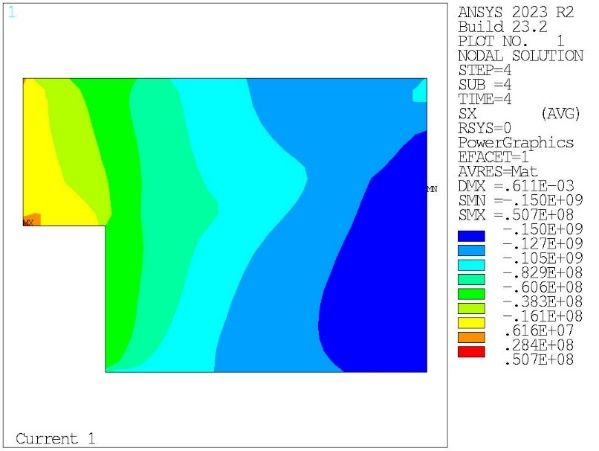 1
ANSYS 2023 R2
Build 23.2
PLOT NO.   1
NODAL SOLUTION
STEP=4
SUB =4
TIME=4
SX       (AVG)
RSYS=0
PowerGraphics
EFACET=1
AVRES=Mat
DMX =.611E-03
SMN =-.150E+09
SMX =.507E+08
MN
MX
-.150E+09
-.127E+09
-.105E+09
-.829E+08
-.606E+08
-.383E+08
-.161E+08
.616E+07
.284E+08
.507E+08
Current 1